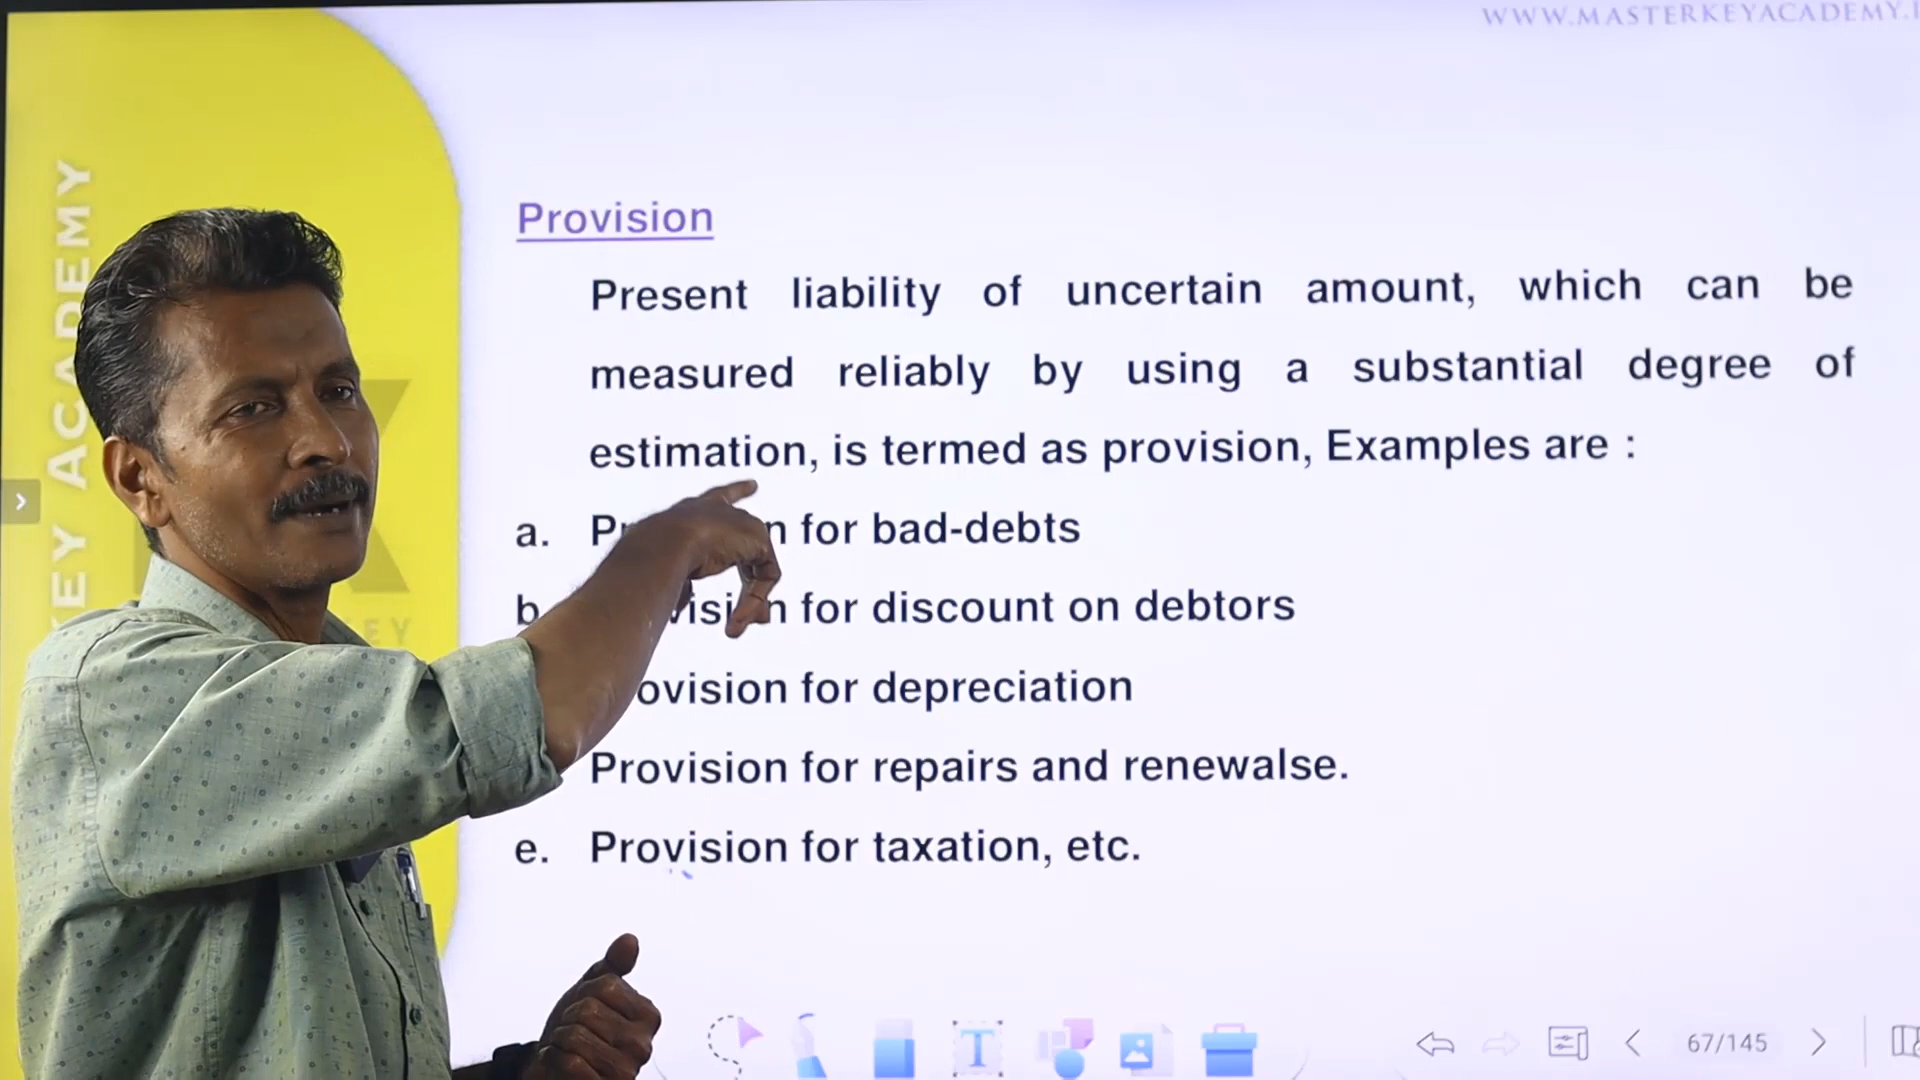 WWW.MASTERKEYACADEMY.I
KEY ACADEMY
Provision
Present liability of uncertain amount, which can be
measured reliably by using a substantial degree of
estimation, is termed as provision, Examples are :
a. for bad-debts
b for discount on debtors
ovision for depreciation
Provision for repairs and renewalse.
e. Provision for taxation, etc.
T
67/145